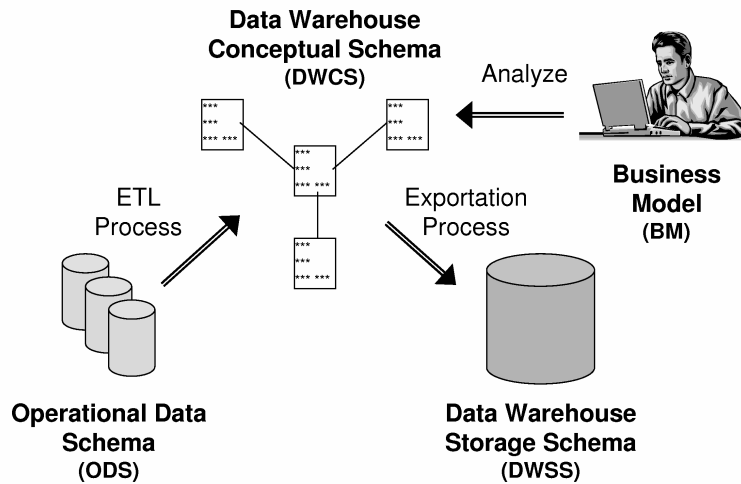 Data Warehouse
Conceptual Schema
(DWCS)
Analyze
***
***
*** ***
***
***
*** ***
***
***
*** ***
Business
Model
(BM)
ETL
Process
Exportation
Process
***
***
*** ***
Operational Data
Schema
(ODS)
Data Warehouse
Storage Schema
(DWSS)